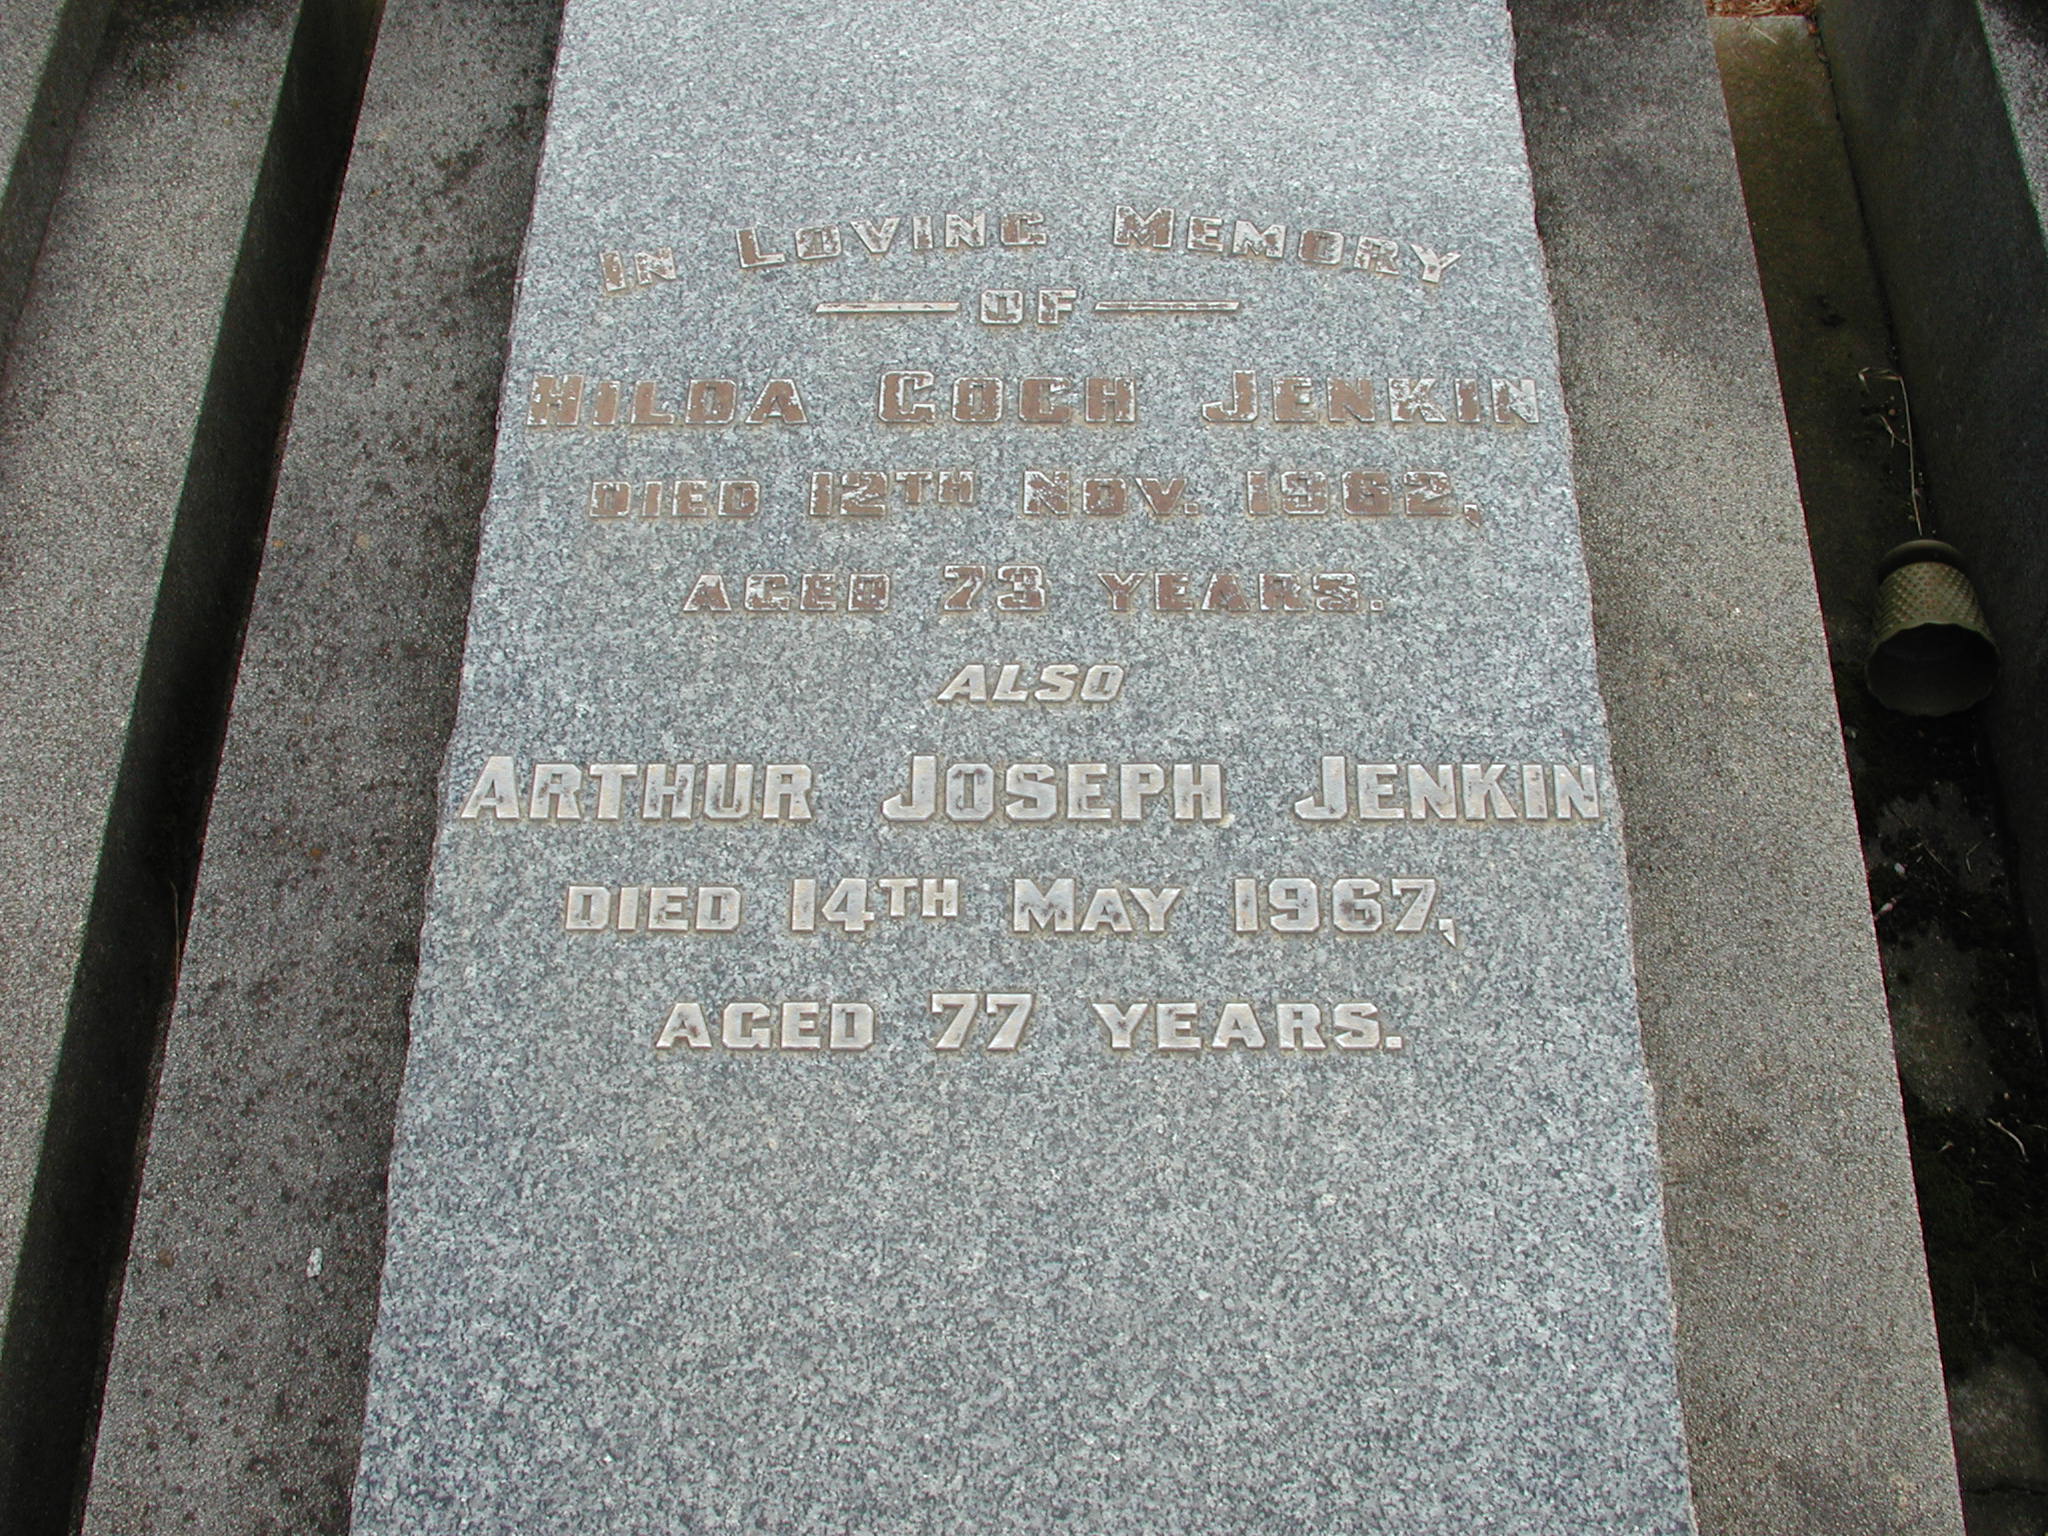 In Loving Memory
OF
Hilda Goch Jenkin
DIED 12TH Nov. 1962,
AGED 73 YEARS.
ALSO
Arthur Joseph Jenkin
DIED 14TH May 1967,
AGED 77 YEARS.